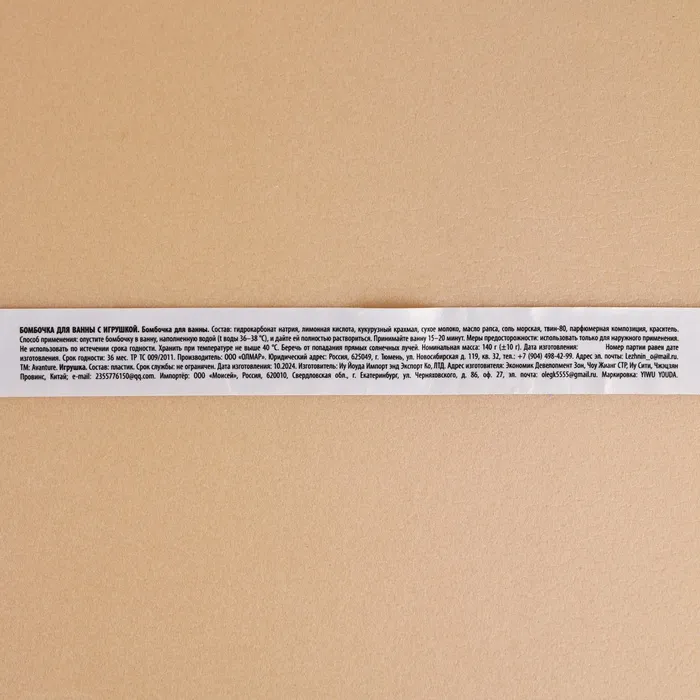 БОМБОЧКА ДЛЯ ВАННЫ С ИГРУШКОЙ. Бомбочка для ванны. Состав: гидрокарбонат натрия, лимонная кислота, кукурузный крахмал, сухое молоко, масло рапса, соль морская, твин-80, парфюмерная композиция, краситель.
Способ применения: опустите бомбочку в ванну, наполненную водой (t воды 36–38 °C), и дайте ей полностью раствориться. Принимайте ванну 15–20 минут. Меры предосторожности: использовать только для наружного применения.
Не использовать по истечении срока годности. Хранить при температуре не выше 40 °C. Беречь от попадания прямых солнечных лучей. Номинальная масса: 140 г (±10 г). Дата изготовления: Номер партии равен дате
изготовления. Срок годности: 36 мес. ТР ТС 009/2011. Производитель: ООО «ОЛМАР». Юридический адрес: Россия, 625049, г. Тюмень, ул. Новосибирская д. 119, кв. 32, тел.: +7 (904) 498-42-99. Адрес эл. почты: Lezhnin_o@mail.ru.
ТМ: Avanture. Игрушка. Состав: пластик. Срок службы: не ограничен. Дата изготовления: 10.2024. Изготовитель: Иу Йоуда Импорт энд Экспорт Ко, ЛТД. Адрес изготовителя: Экономик Девелопмент Зон, Чоу Жианг СТР, Иу Сити, Чжэцзян
Провинс, Китай; e-mail: 2355776150@qq.com. Импортёр: ООО «Моисей», Россия, 620010, Свердловская обл., г. Екатеринбург, ул. Черняховского, д. 86, оф. 27, эл. почта: olegk5555@gmail.ru. Маркировка: YIWU YOUDA.